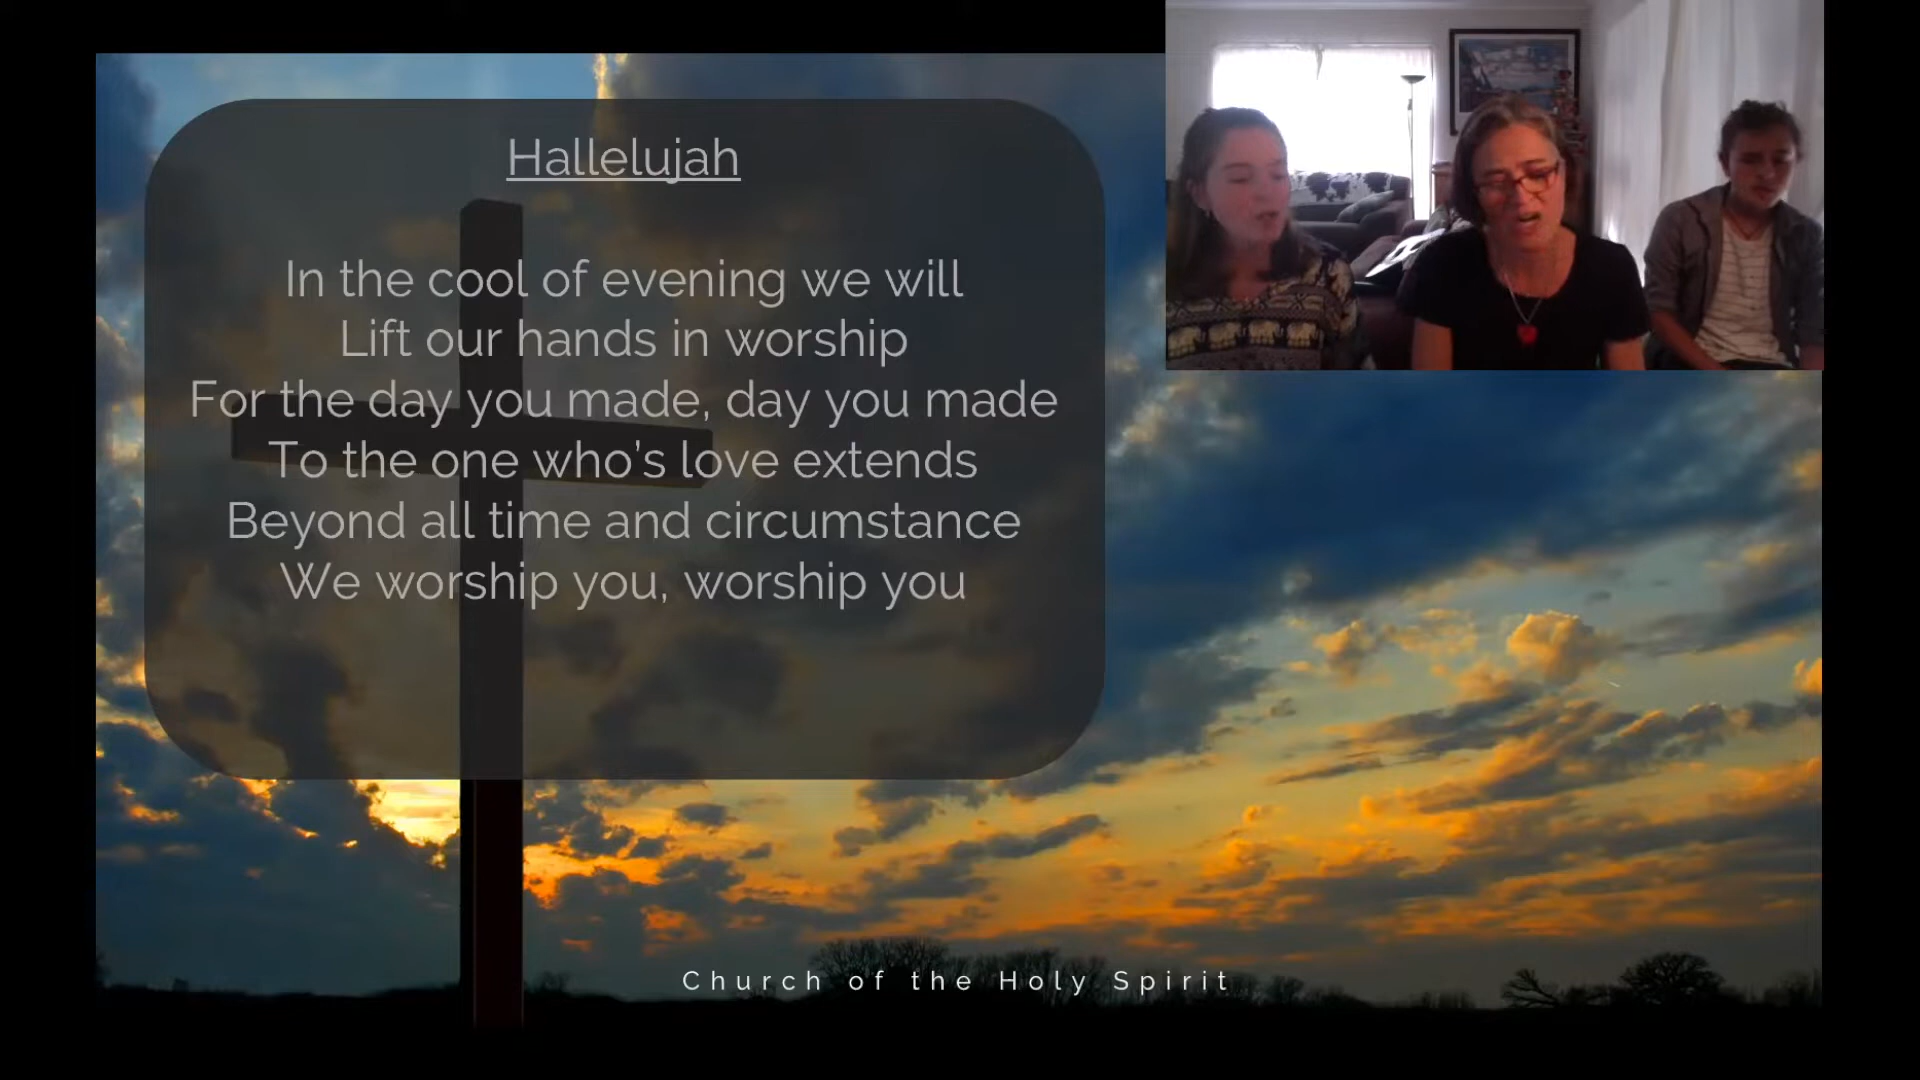 Hallelujah
In the cool of evening we will
Lift our hands in worship
For the day you made, day you made
To the one who's love extends
Beyond all time and circumstance
We worship you, worship you
Church of the Holy Spirit